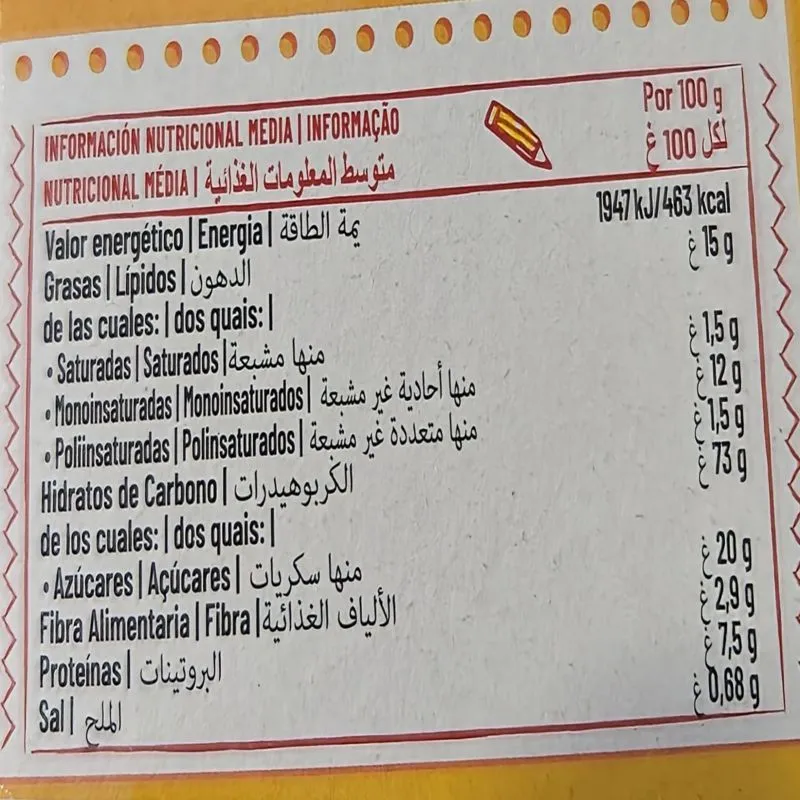 INFORMACIÓN NUTRICIONAL MEDIA | INFORMAÇÃO
NUTRICIONAL MÉDIA | متوسط المعلومات الغذائية
Por 100 g
لكل 100 غ
Valor energético | Energia | يمة الطاقة 1947 kJ/463 kcal
Grasas | Lípidos | الدهون 15 g غ
de las cuales: | dos quais: |
• Saturadas | Saturados | منها مشبعة 1,5 g غ
• Monoinsaturadas | Monoinsaturados | منها أحادية غير مشبعة 12 g غ
• Poliinsaturadas | Polinsaturados | منها متعددة غير مشبعة 1,5 g غ
Hidratos de Carbono | الكربوهيدرات 73 g غ
de los cuales: | dos quais: |
• Azúcares | Açúcares | منها سكريات 20 g غ
Fibra Alimentaria | Fibra | الألياف الغذائية 2,9 g غ
Proteínas | البروتينات 7,5 g غ
Sal | الملح 0,68 g غ